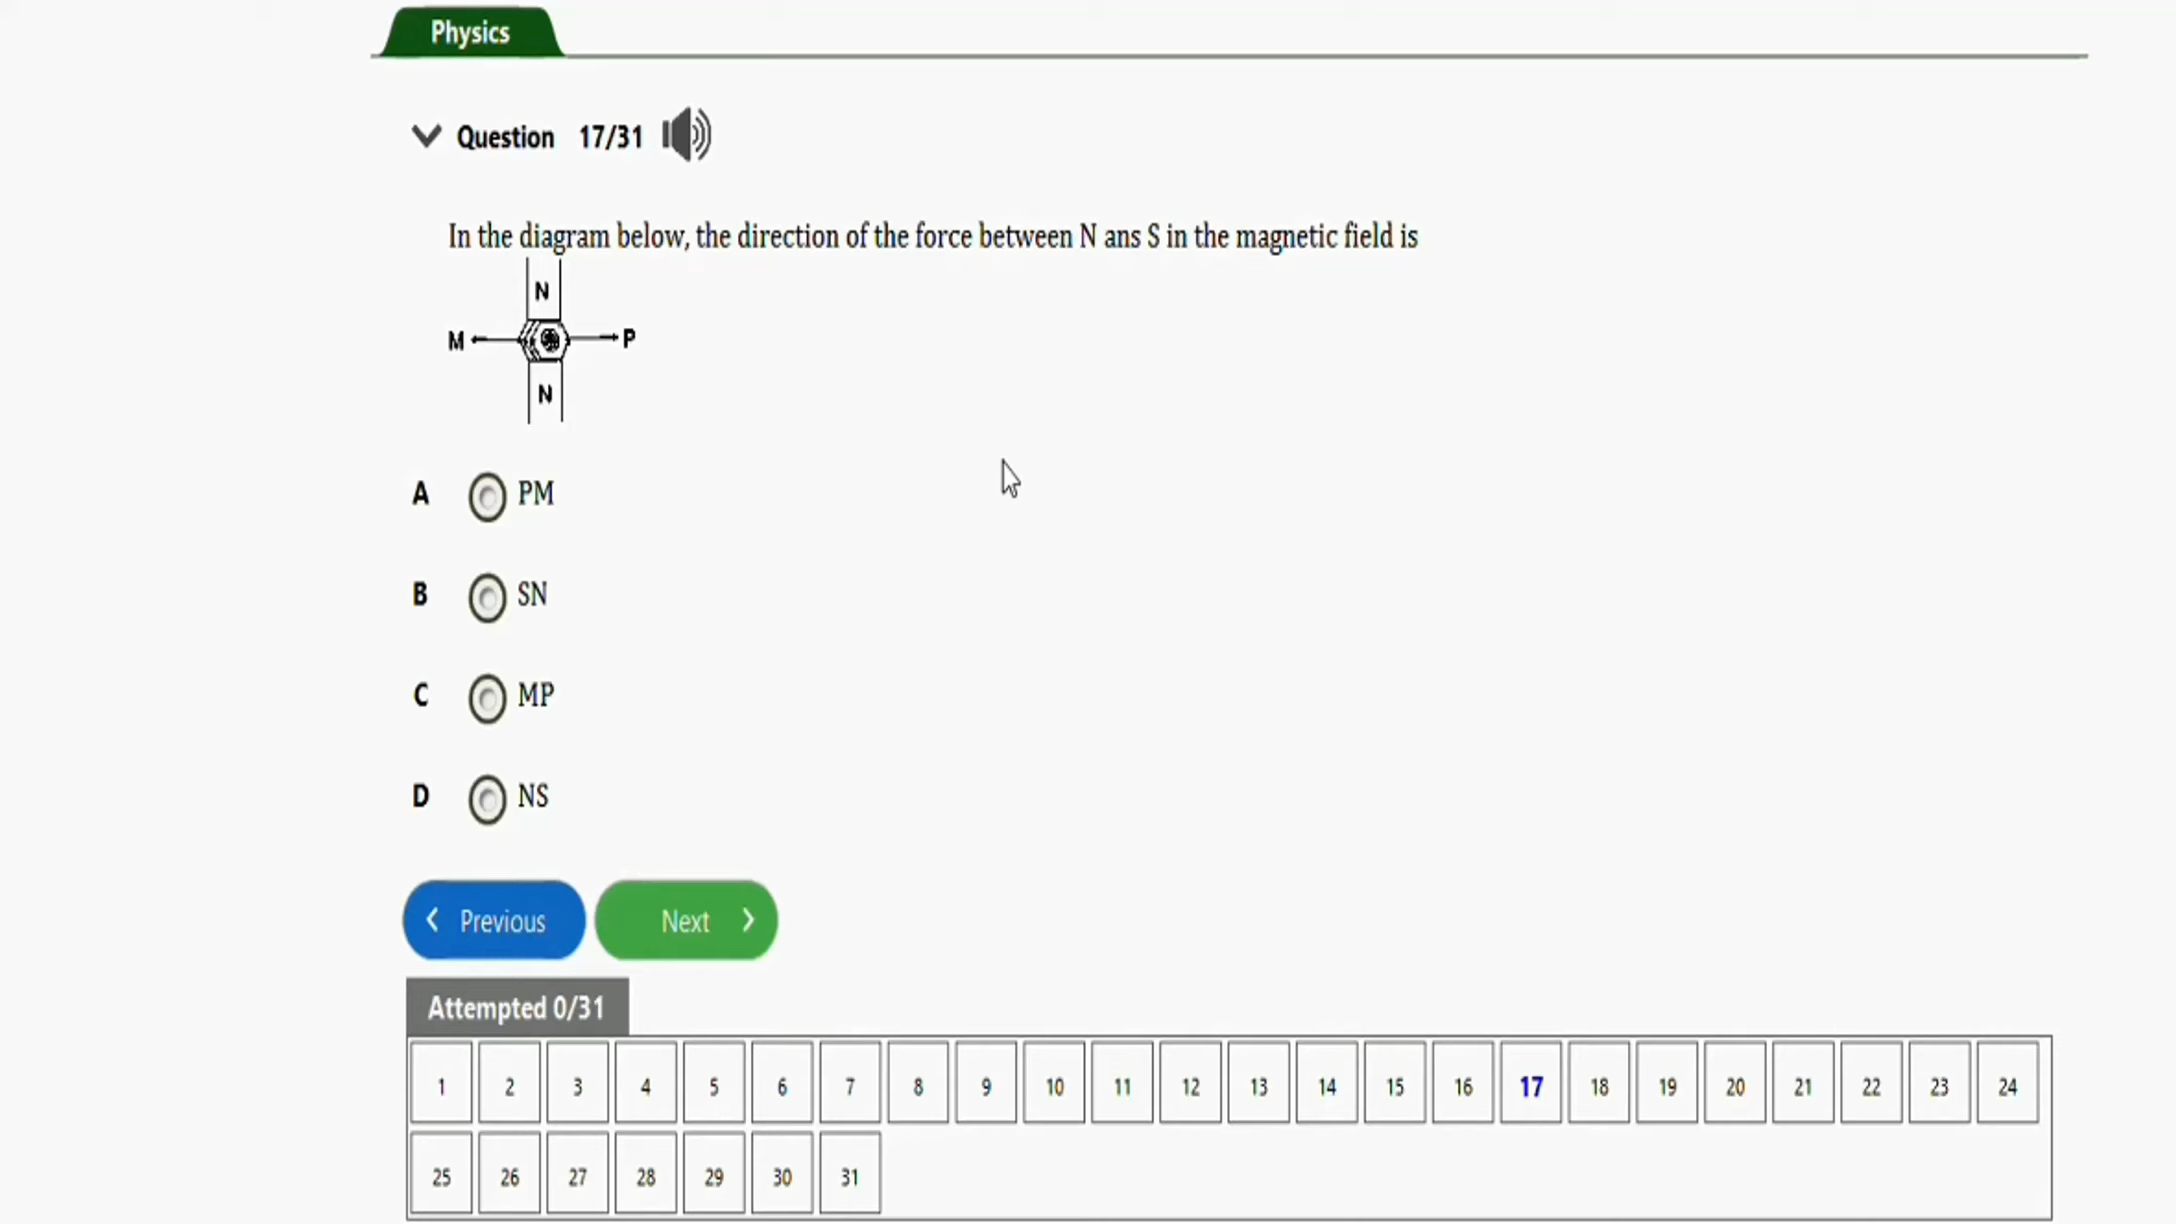 Physics
Question 17/31
In the diagram below, the direction of the force between N ans S in the magnetic field is
N
M P
N
A PM
B SN
C MP
D NS
Previous Next
Attempted 0/31
1 2 3 4 5 6 7 8 9 10 11 12 13 14 15 16 17 18 19 20 21 22 23 24
25 26 27 28 29 30 31